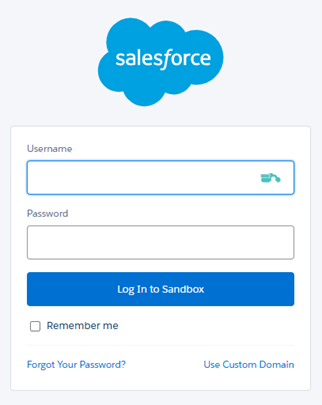 salesforce
Username
Password
Log In to Sandbox
Remember me
Forgot Your Password? Use Custom Domain